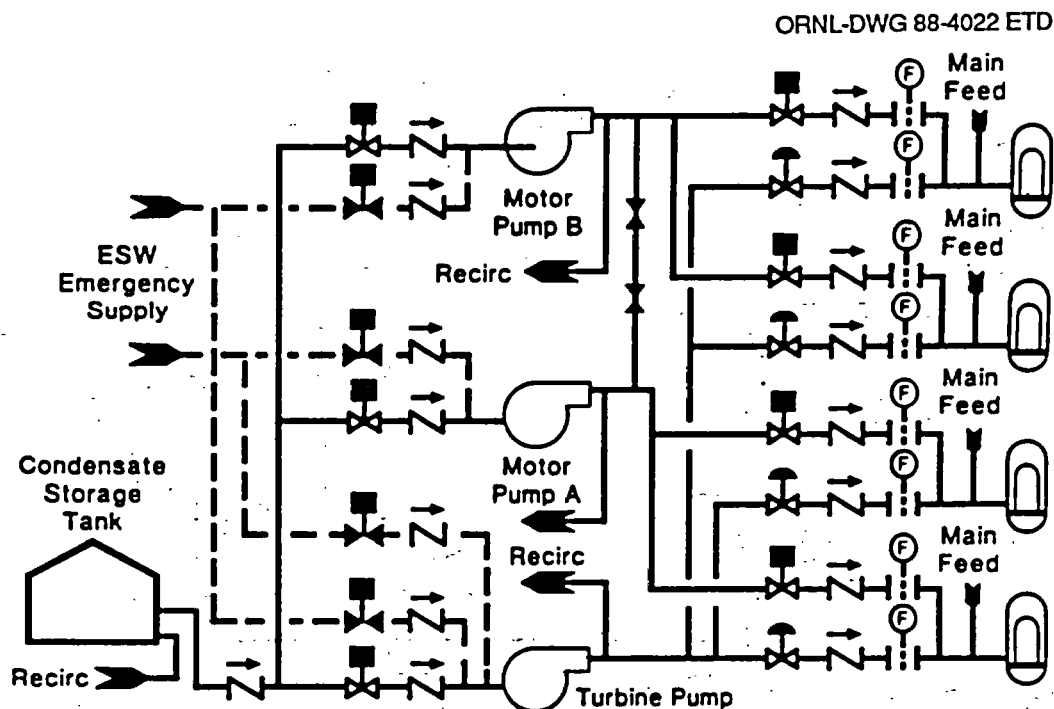 ORNL-DWG 88-4022 ETD
Main
Feed
F
F
Motor
Pump B
ESW
Emergency
Supply
Recirc
Main
Feed
F
F
Main
Feed
F
F
Motor
Pump A
Condensate
Storage
Tank
Recirc
Main
Feed
F
F
Recirc
Turbine Pump